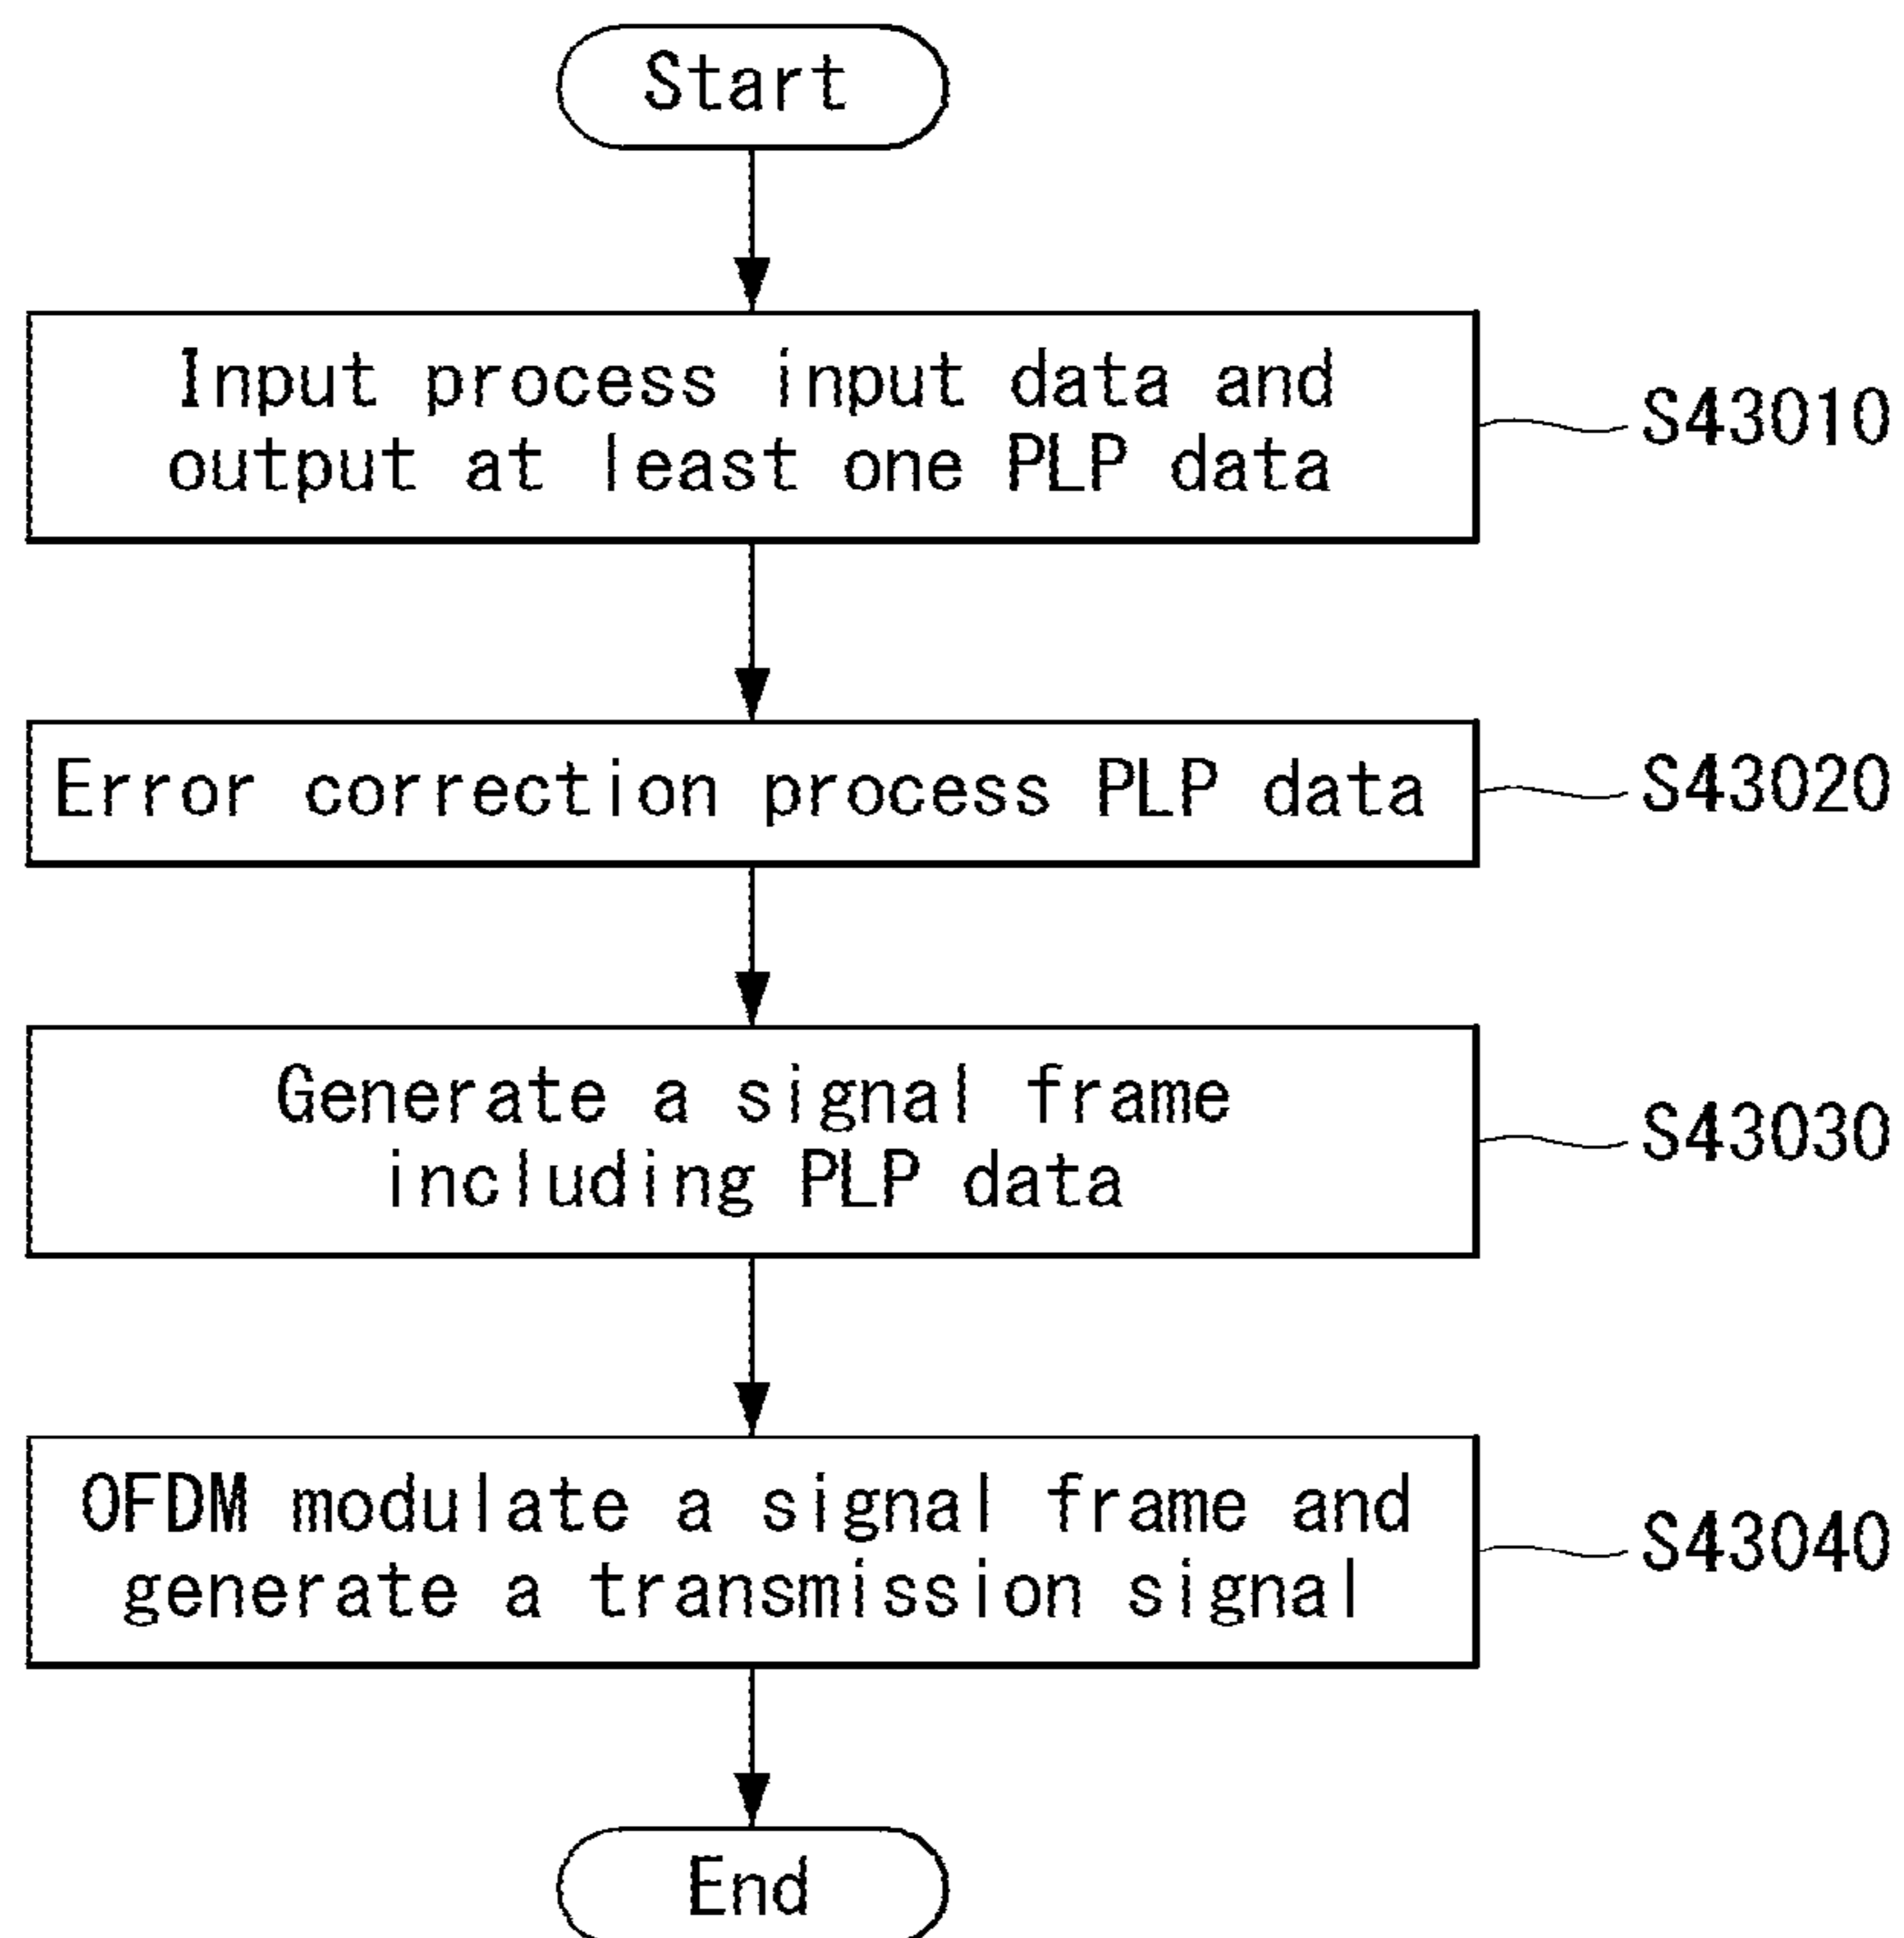 Start
Input process input data and
output at least one PLP data
S43010
Error correction process PLP data
S43020
Generate a signal frame
including PLP data
S43030
OFDM modulate a signal frame and
generate a transmission signal
S43040
End